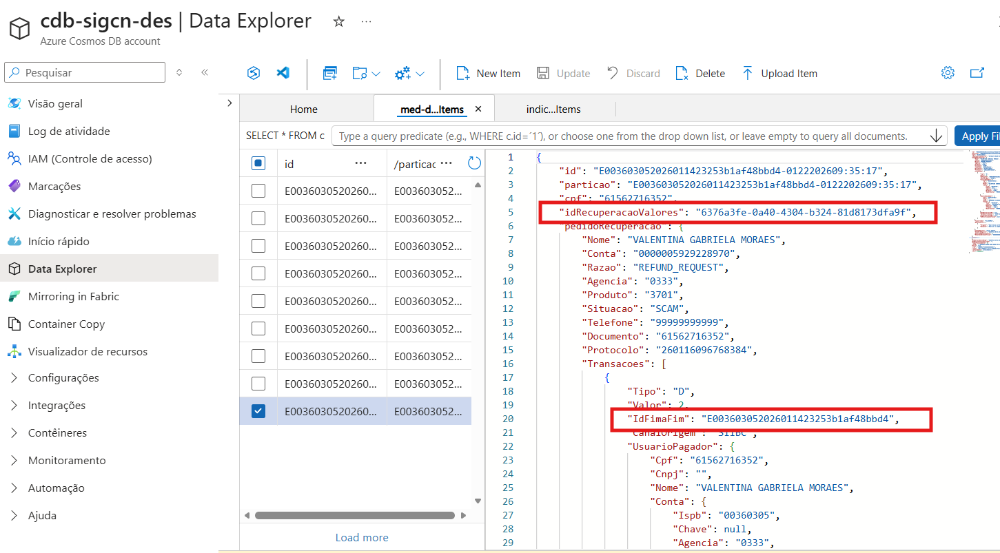 cdb-sigcn-des | Data Explorer
Azure Cosmos DB account
Pesquisar
Visão geral
Log de atividade
IAM (Controle de acesso)
Marcações
Diagnosticar e resolver problemas
Início rápido
Data Explorer
Mirroring in Fabric
Container Copy
Visualizador de recursos
Configurações
Integrações
Contêineres
Monitoramento
Automação
Ajuda
New Item Update Discard Delete Upload Item
Home med-d...Items indic...Items
SELECT * FROM c Type a query predicate (e.g., WHERE c.id=´1´), or choose one from the drop down list, or leave empty to query all documents. Apply Fil
id ··· /particac ···
E0036030520260... E003603052...
E0036030520260... E003603052...
E0036030520260... E003603052...
E0036030520260... E003603052...
E0036030520260... E003603052...
E0036030520260... E003603052...
E0036030520260... E003603052...
E0036030520260... E003603052...
E0036030520260... E003603052...
Load more
1 {
2 "id": "E003603052026011423253b1af48bbd4-0122202609:35:17",
3 "particao": "E003603052026011423253b1af48bbd4-0122202609:35:17",
4 "cpf": "61562716352",
5 "idRecuperacaoValores": "6376a3fe-0a40-4304-b324-81d8173dfa9f",
6 "pedidoRecuperacao": {
7 "Nome": "VALENTINA GABRIELA MORAES",
8 "Conta": "0000005929228970",
9 "Razao": "REFUND_REQUEST",
10 "Agencia": "0333",
11 "Produto": "3701",
12 "Situacao": "SCAM",
13 "Telefone": "99999999999",
14 "Documento": "61562716352",
15 "Protocolo": "260116096768384",
16 "Transacoes": [
17 {
18 "Tipo": "D",
19 "Valor": 2,
20 "IdFimaFim": "E003603052026011423253b1af48bbd4",
21 "CanalOrigem": "SIIBC",
22 "UsuarioPagador": {
23 "Cpf": "61562716352",
24 "Cnpj": "",
25 "Nome": "VALENTINA GABRIELA MORAES",
26 "Conta": {
27 "Ispb": "00360305",
28 "Chave": null,
29 "Agencia": "0333",